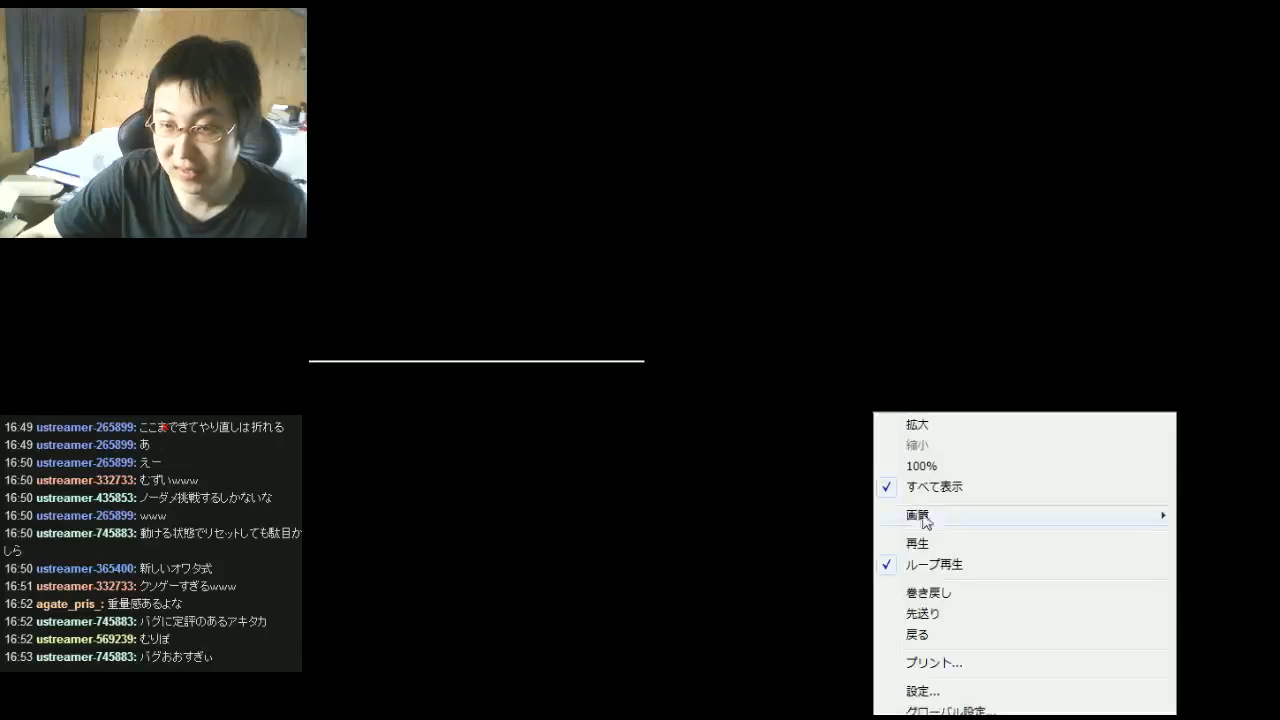 16:49 ustreamer-265899: ここまできてやり直しは折れる
16:49 ustreamer-265899: あ
16:50 ustreamer-265899: えー
16:50 ustreamer-332733: むずいwww
16:50 ustreamer-435853: ノーダメ挑戦するしかないな
16:50 ustreamer-265899: www
16:50 ustreamer-745883: 動ける状態でリセットしても駄目か
しら
16:50 ustreamer-365400: 新しいオワタ式
16:51 ustreamer-332733: クソゲーすぎるwww
16:52 agate_pris_: 重量感あるよな
16:52 ustreamer-745883: バグに定評のあるアキタカ
16:52 ustreamer-569239: むりぽ
16:53 ustreamer-745883: バグおおすぎぃ
拡大
縮小
100%
すべて表示
画質
再生
ループ再生
巻き戻し
先送り
戻る
プリント...
設定...
グローバル設定...